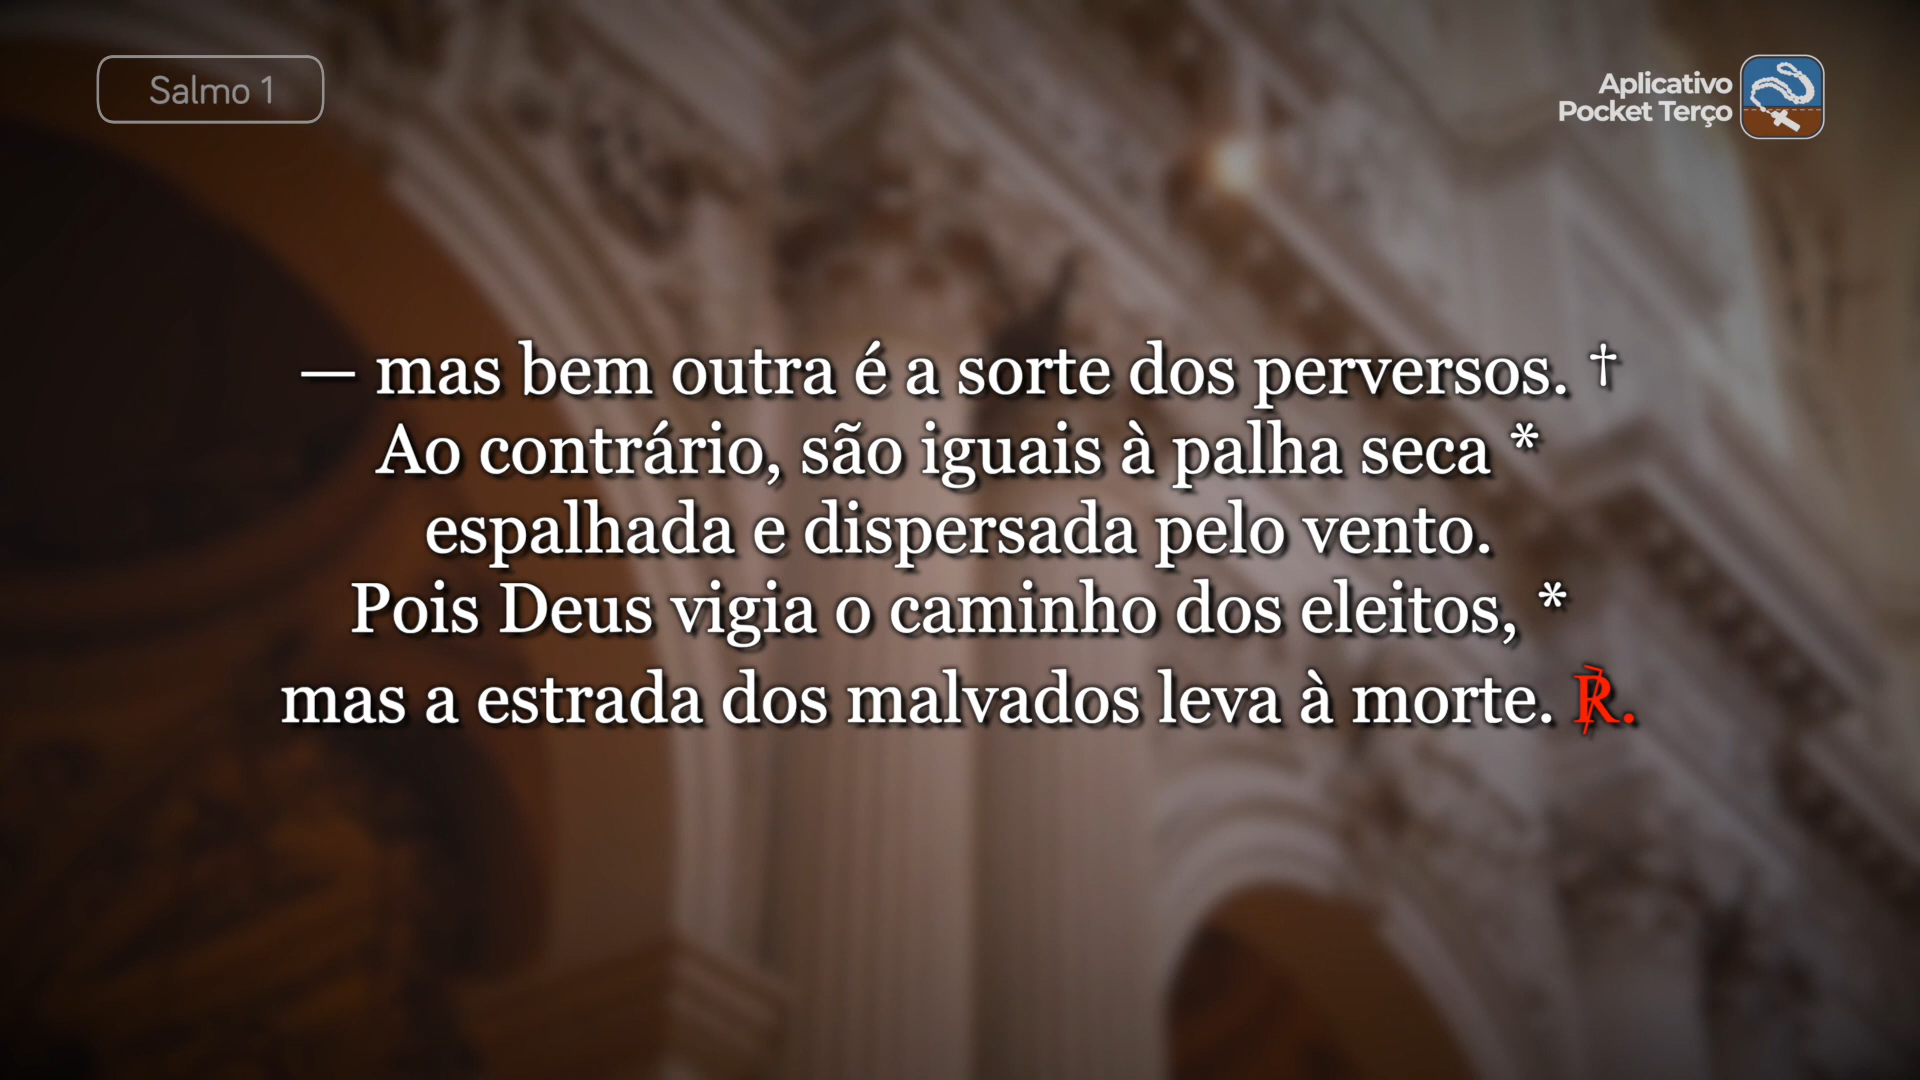 Salmo 1
Aplicativo
Pocket Terço
— mas bem outra é a sorte dos perversos. †
Ao contrário, são iguais à palha seca *
espalhada e dispersada pelo vento.
Pois Deus vigia o caminho dos eleitos, *
mas a estrada dos malvados leva à morte. ℟.